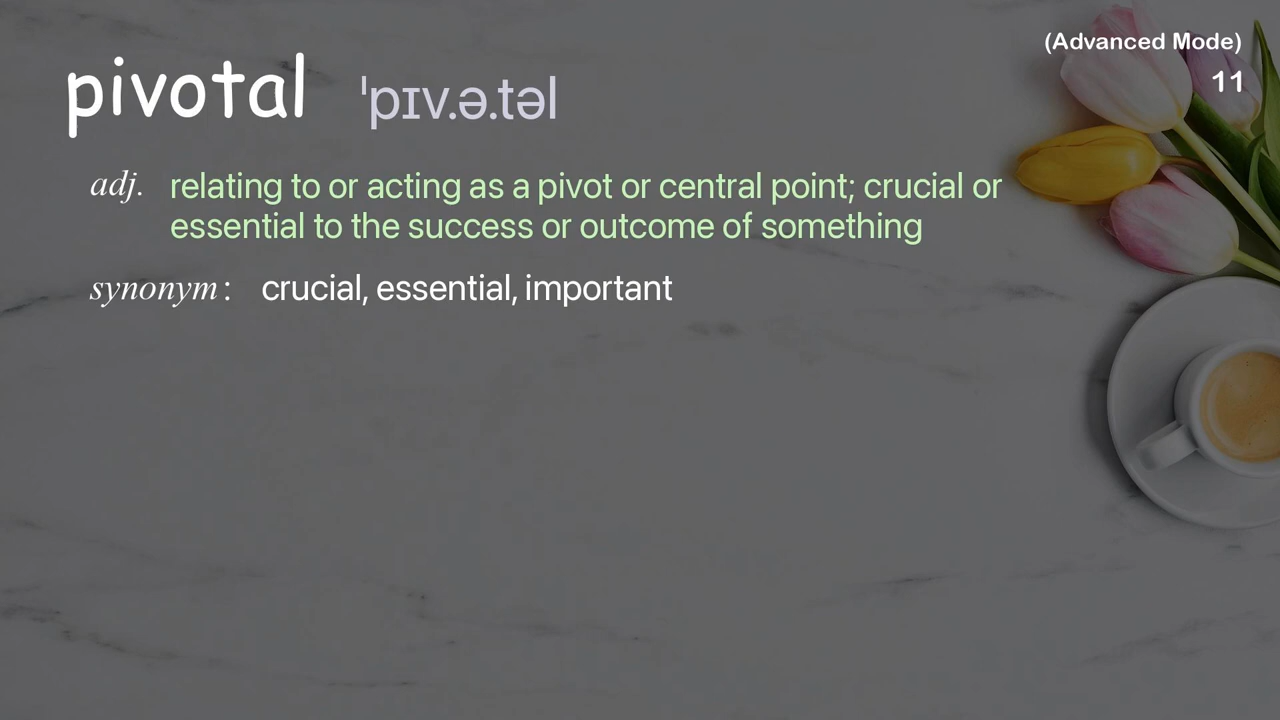 (Advanced Mode)
11
pivotal ˈpɪv.ə.təl
adj. relating to or acting as a pivot or central point; crucial or
essential to the success or outcome of something
synonym: crucial, essential, important